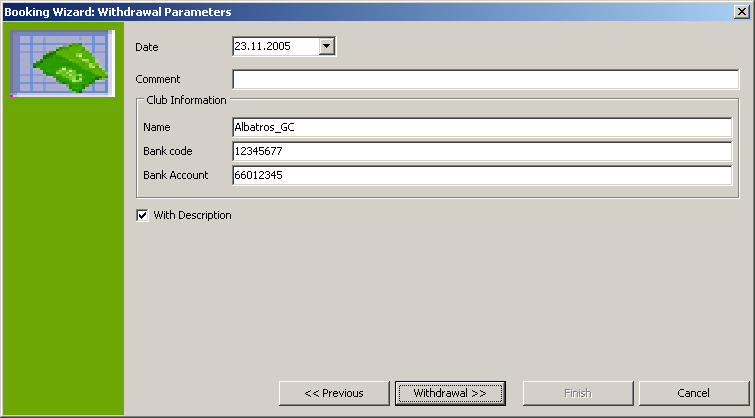 Booking Wizard: Withdrawal Parameters
Date 23.11.2005
Comment
Club Information
Name Albatros_GC
Bank code 12345677
Bank Account 66012345
With Description
<< Previous Withdrawal >> Finish Cancel